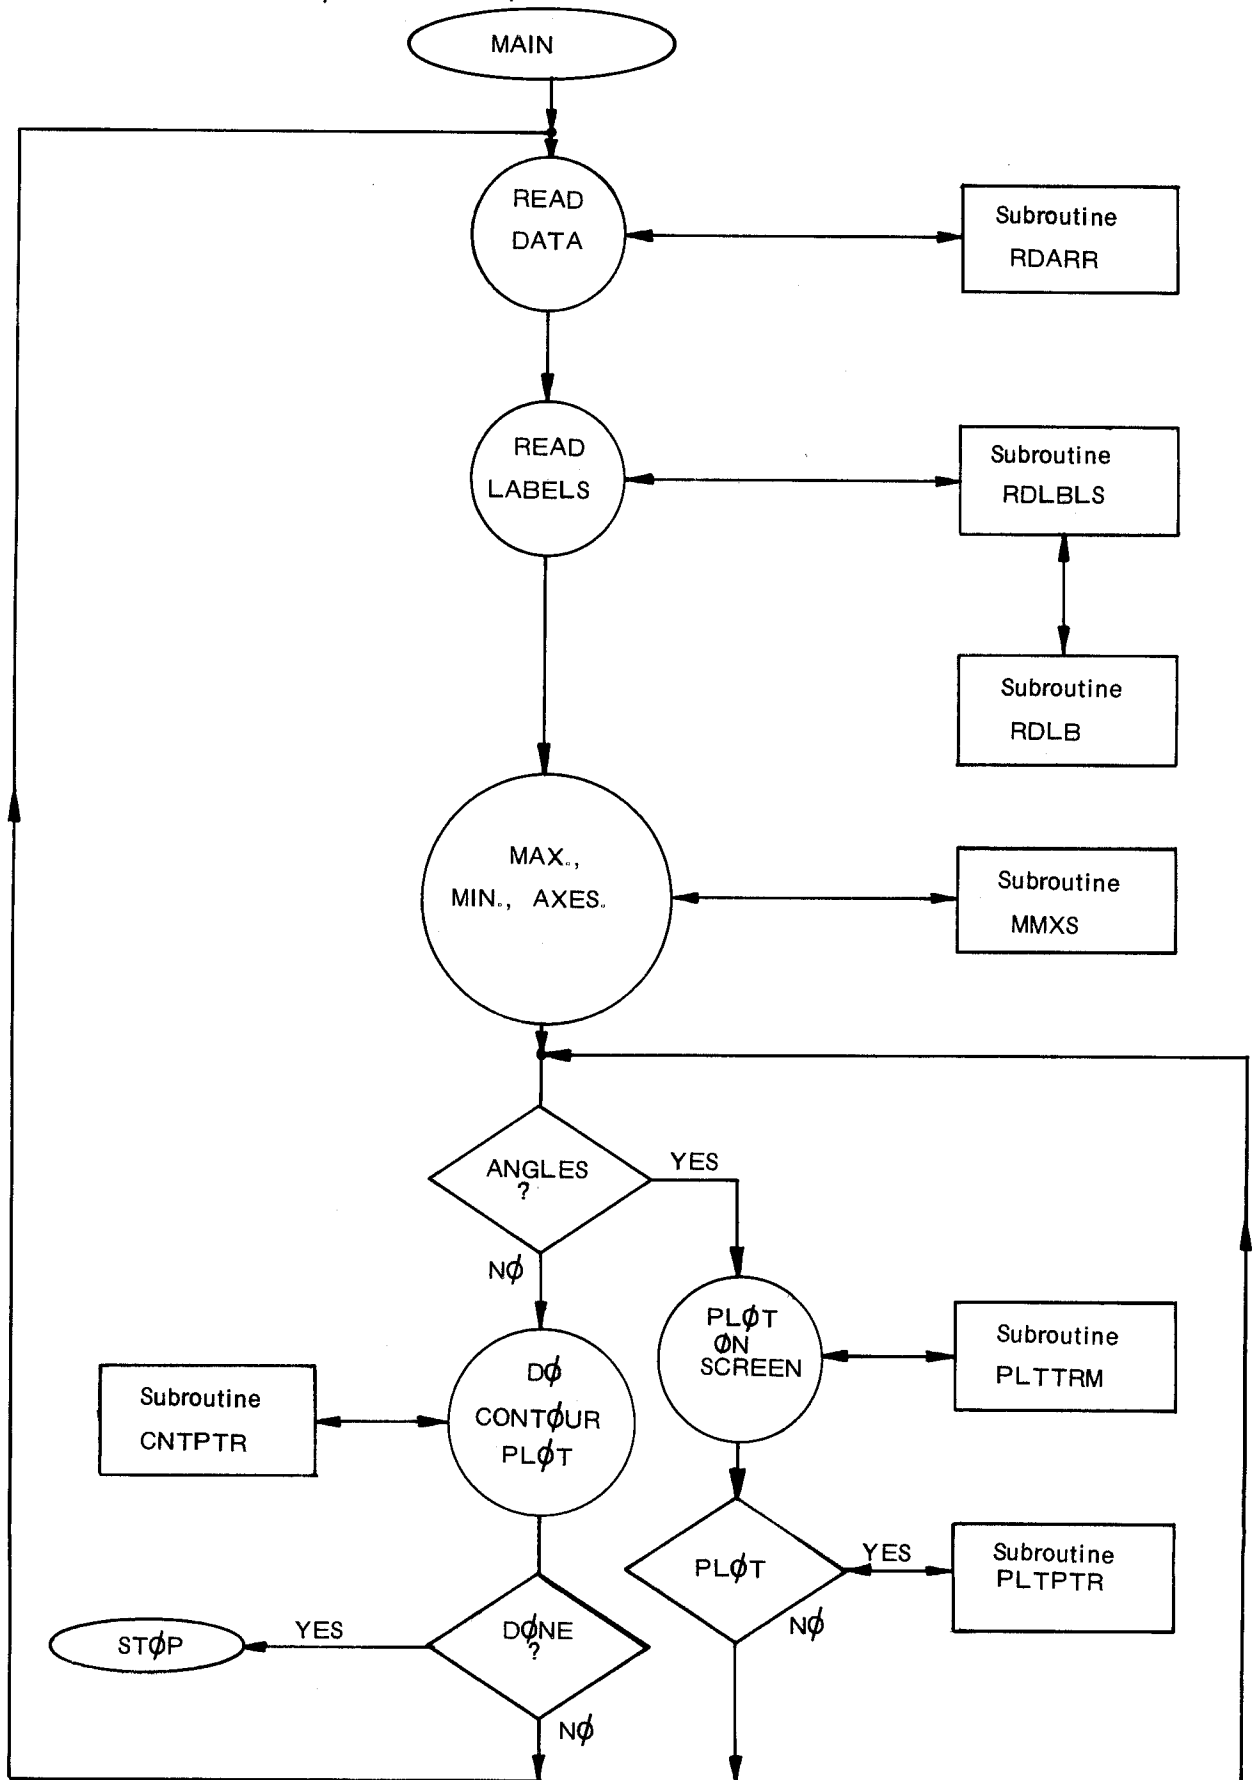 MAIN
READ
DATA
Subroutine
RDARR
READ
LABELS
Subroutine
RDLBLS
Subroutine
RDLB
MAX.,
MIN., AXES.
Subroutine
MMXS
ANGLES
?
YES
NØ
PLØT
ØN
SCREEN
Subroutine
PLTTRM
DØ
CONTØUR
PLØT
Subroutine
CNTPTR
PLØT
YES
NØ
Subroutine
PLTPTR
DØNE
?
YES
STØP
NØ